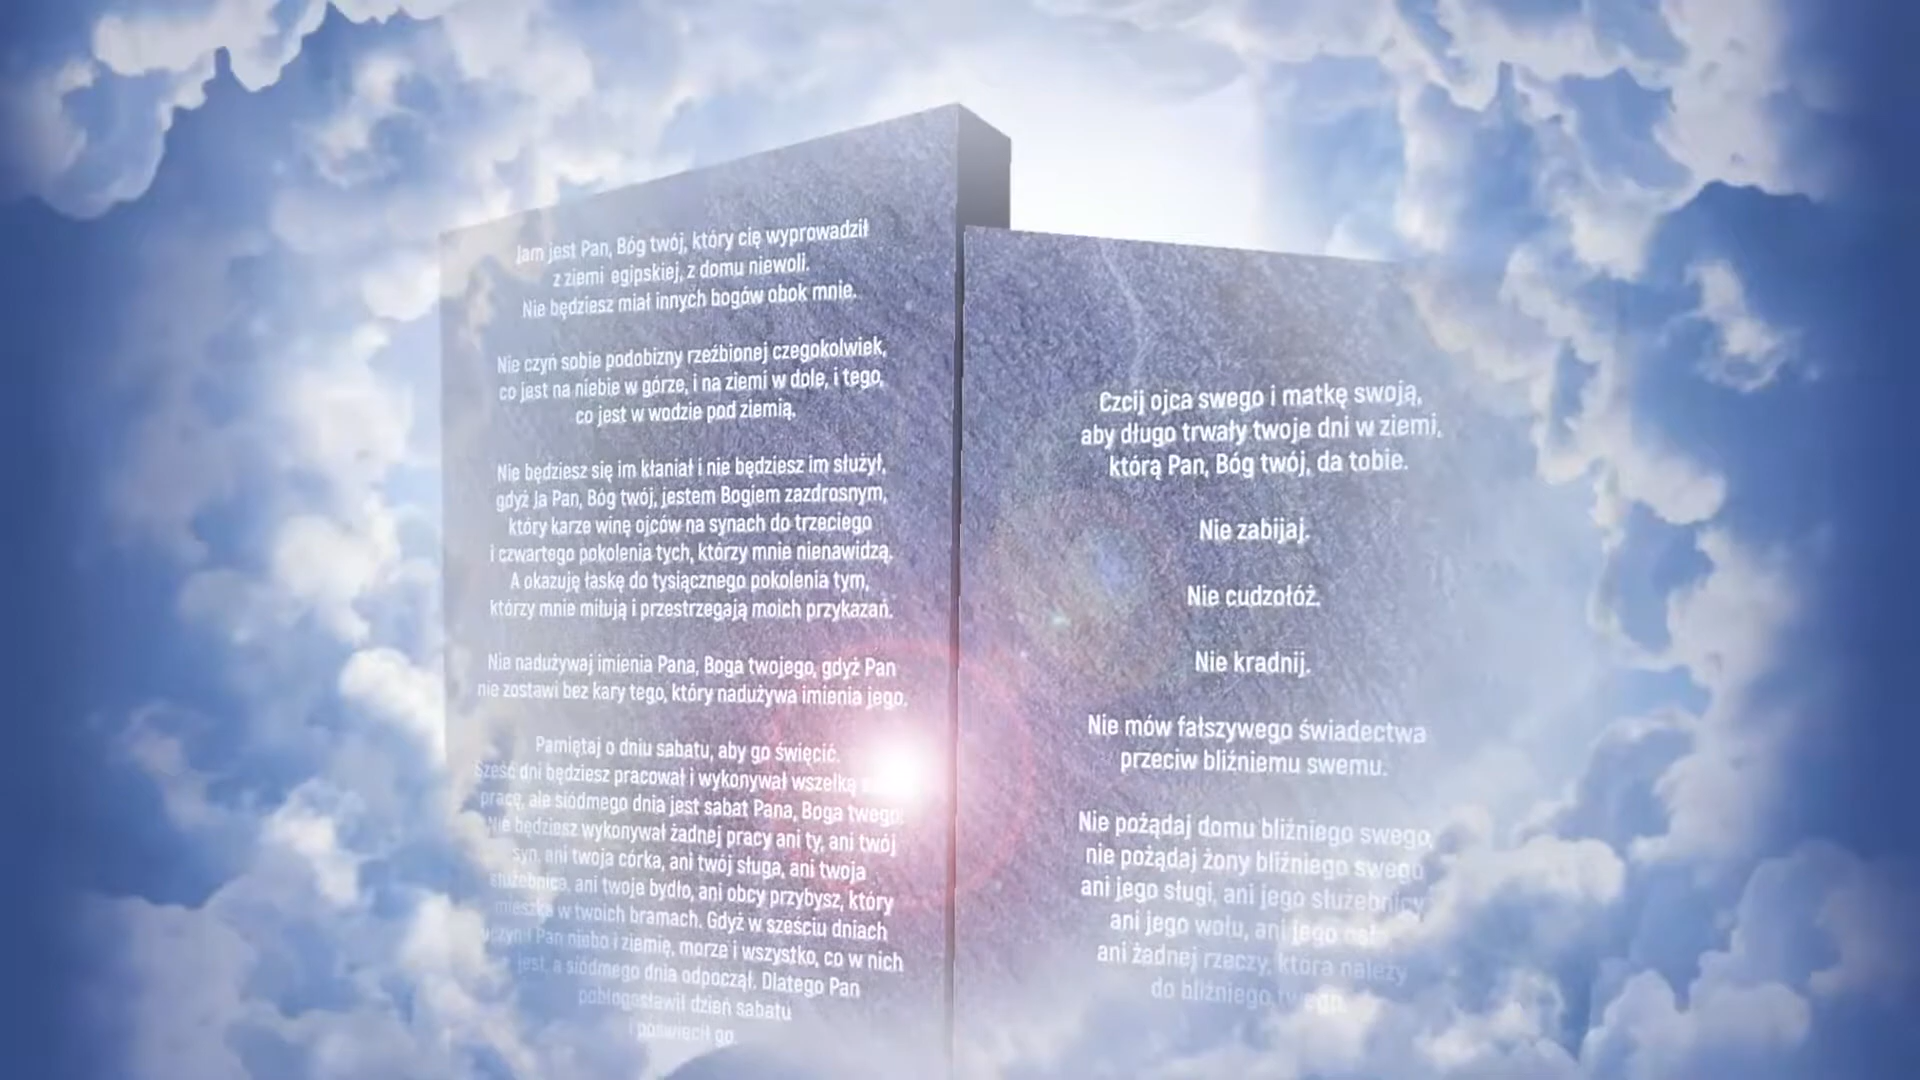 Jam jest Pan, Bóg twój, który cię wyprowadził
z ziemi egipskiej, z domu niewoli.
Nie będziesz miał innych bogów obok mnie.
Nie czyń sobie podobizny rzeźbionej czegokolwiek,
co jest na niebie w górze, i na ziemi w dole, i tego,
co jest w wodzie pod ziemią.
Nie będziesz się im kłaniał i nie będziesz im służył,
gdyż Ja Pan, Bóg twój, jestem Bogiem zazdrosnym,
który karze winę ojców na synach do trzeciego
i czwartego pokolenia tych, którzy mnie nienawidzą.
A okazuję łaskę do tysiącznego pokolenia tym,
którzy mnie miłują i przestrzegają moich przykazań.
Nie nadużywaj imienia Pana, Boga twojego, gdyż Pan
nie zostawi bez kary tego, który nadużywa imienia jego.
Pamiętaj o dniu sabatu, aby go święcić.
Sześć dni będziesz pracował i wykonywał wszelką
pracę, ale siódmego dnia jest sabat Pana, Boga twego:
Nie będziesz wykonywał żadnej pracy ani ty, ani twój
syn, ani twoja córka, ani twój sługa, ani twoja
służebnica, ani twoje bydło, ani obcy przybysz, który
mieszka w twoich bramach. Gdyż w sześciu dniach
uczynił Pan niebo i ziemię, morze i wszystko, co w nich
jest, a siódmego dnia odpoczął. Dlatego Pan
pobłogosławił dzień sabatu
i poświęcił go.
Czcij ojca swego i matkę swoją,
aby długo trwały twoje dni w ziemi,
którą Pan, Bóg twój, da tobie.
Nie zabijaj.
Nie cudzołóż.
Nie kradnij.
Nie mów fałszywego świadectwa
przeciw bliźniemu swemu.
Nie pożądaj domu bliźniego swego,
nie pożądaj żony bliźniego swego
ani jego sługi, ani jego służebnicy,
ani jego wołu, ani jego osła,
ani żadnej rzeczy, która należy
do bliźniego twego.